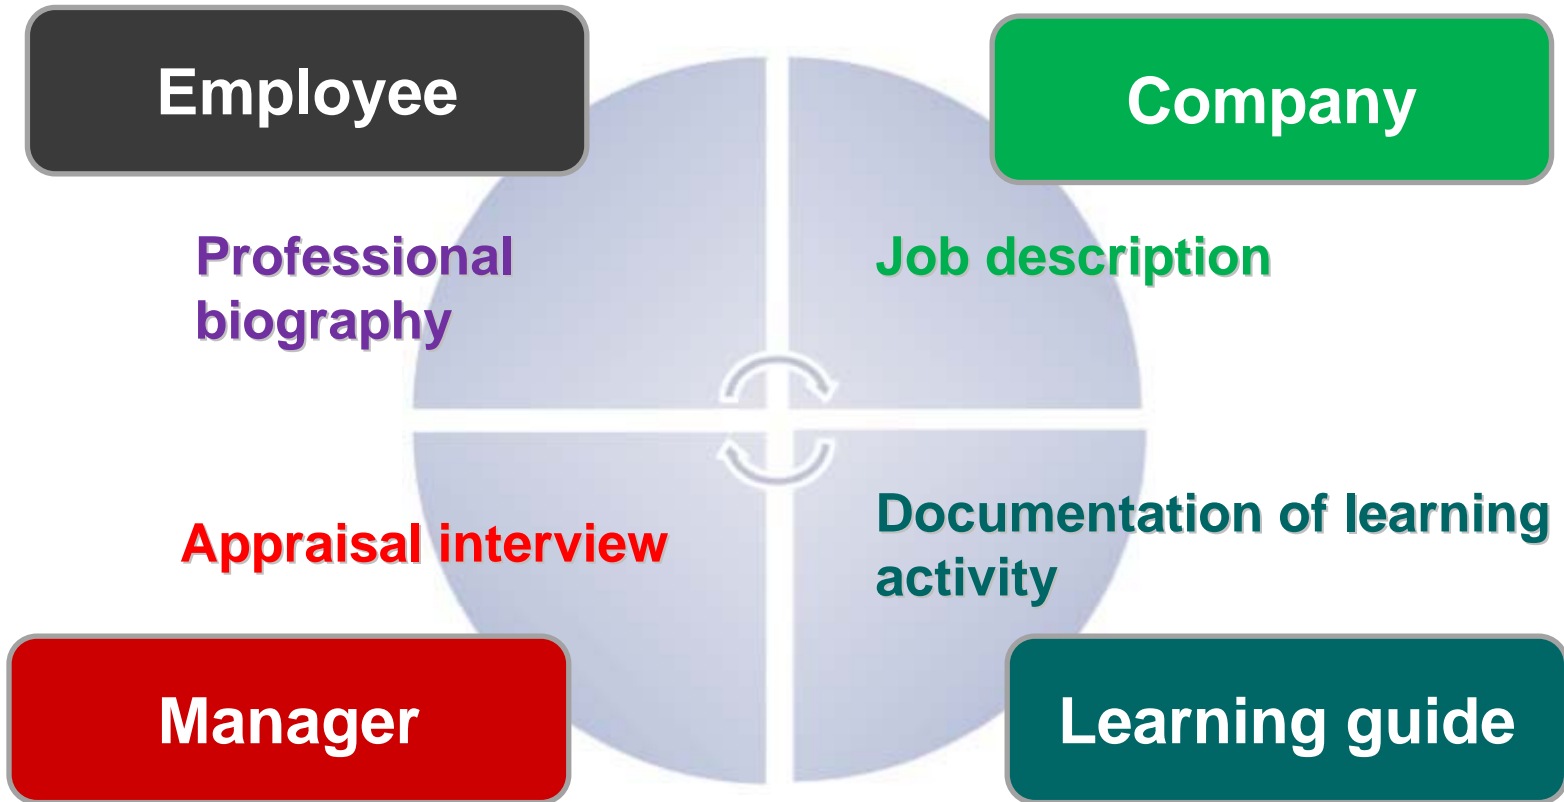 Employee
Company
Professional
biography
Job description
Appraisal interview
Documentation of learning
activity
Manager
Learning guide